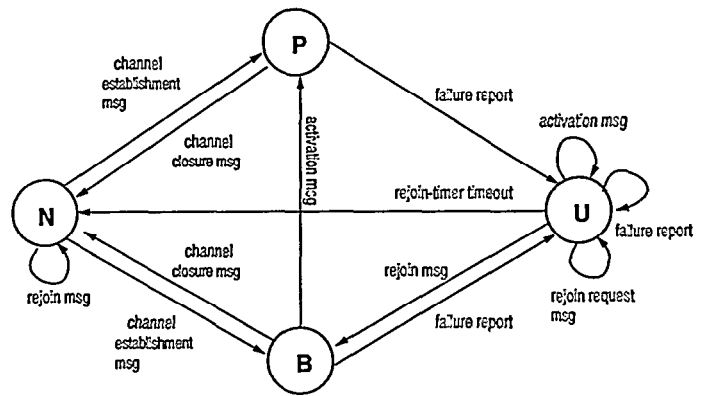 P
channel
establishment
msg
failure report
activation msg
channel
closure msg
activation msg
rejoin-timer timeout
N
U
failure report
channel
closure msg
rejoin msg
rejoin msg
rejoin request
msg
channel
establishment
msg
failure report
B